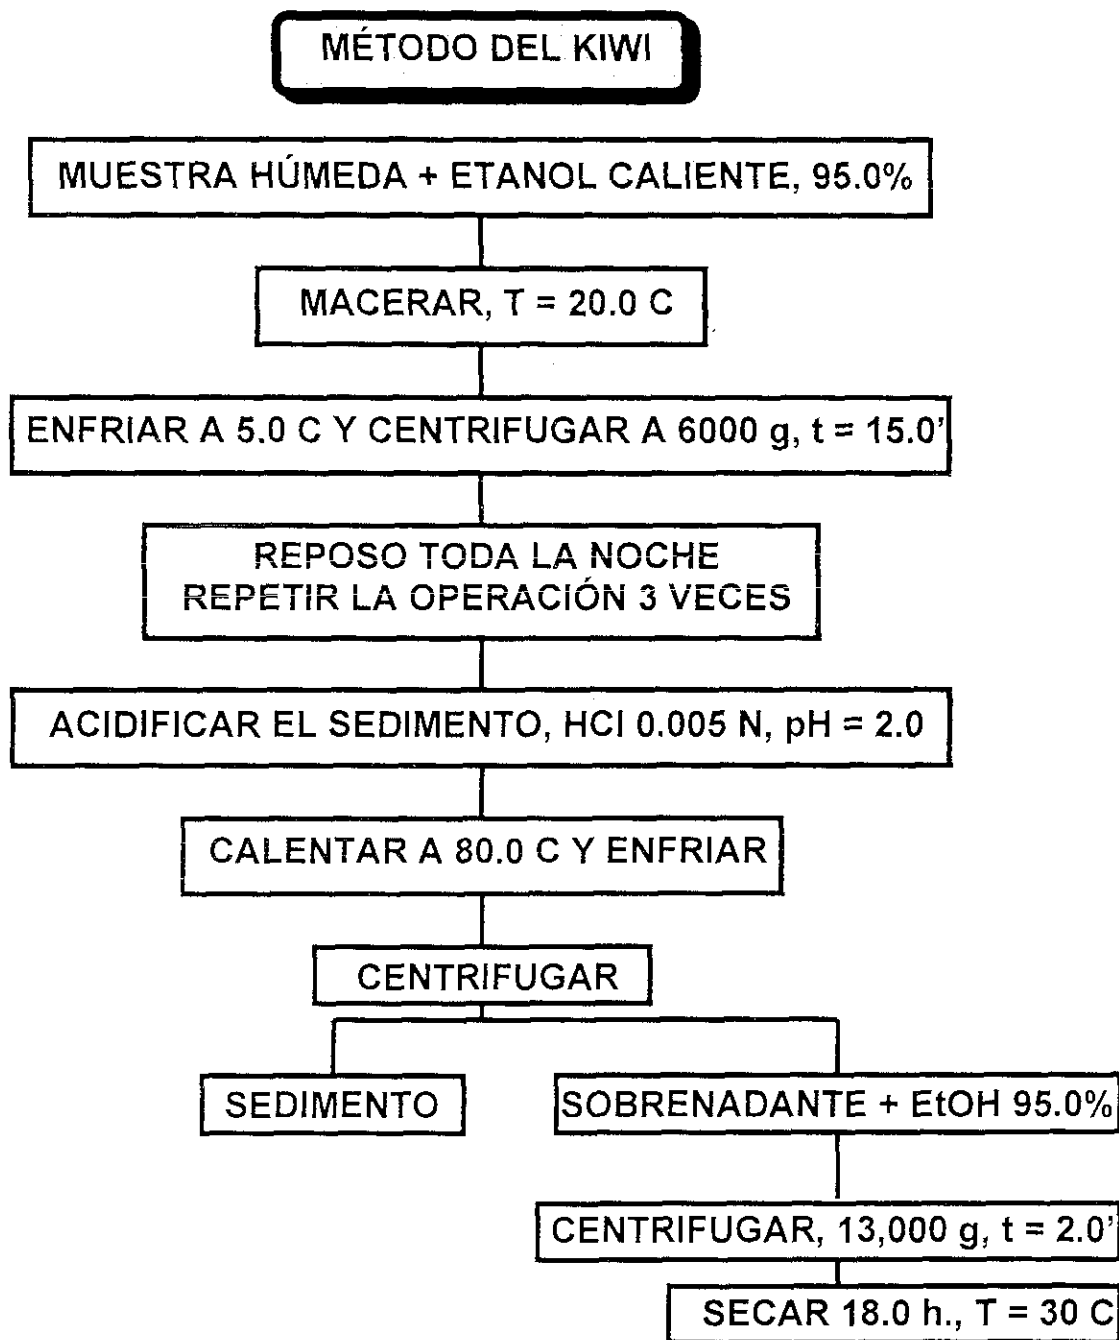 MÉTODO DEL KIWI
MUESTRA HÚMEDA + ETANOL CALIENTE, 95.0%
MACERAR, T = 20.0 C
ENFRIAR A 5.0 C Y CENTRIFUGAR A 6000 g, t = 15.0'
REPOSO TODA LA NOCHE
REPETIR LA OPERACIÓN 3 VECES
ACIDIFICAR EL SEDIMENTO, HCl 0.005 N, pH = 2.0
CALENTAR A 80.0 C Y ENFRIAR
CENTRIFUGAR
SEDIMENTO
SOBRENADANTE + EtOH 95.0%
CENTRIFUGAR, 13,000 g, t = 2.0'
SECAR 18.0 h., T = 30 C